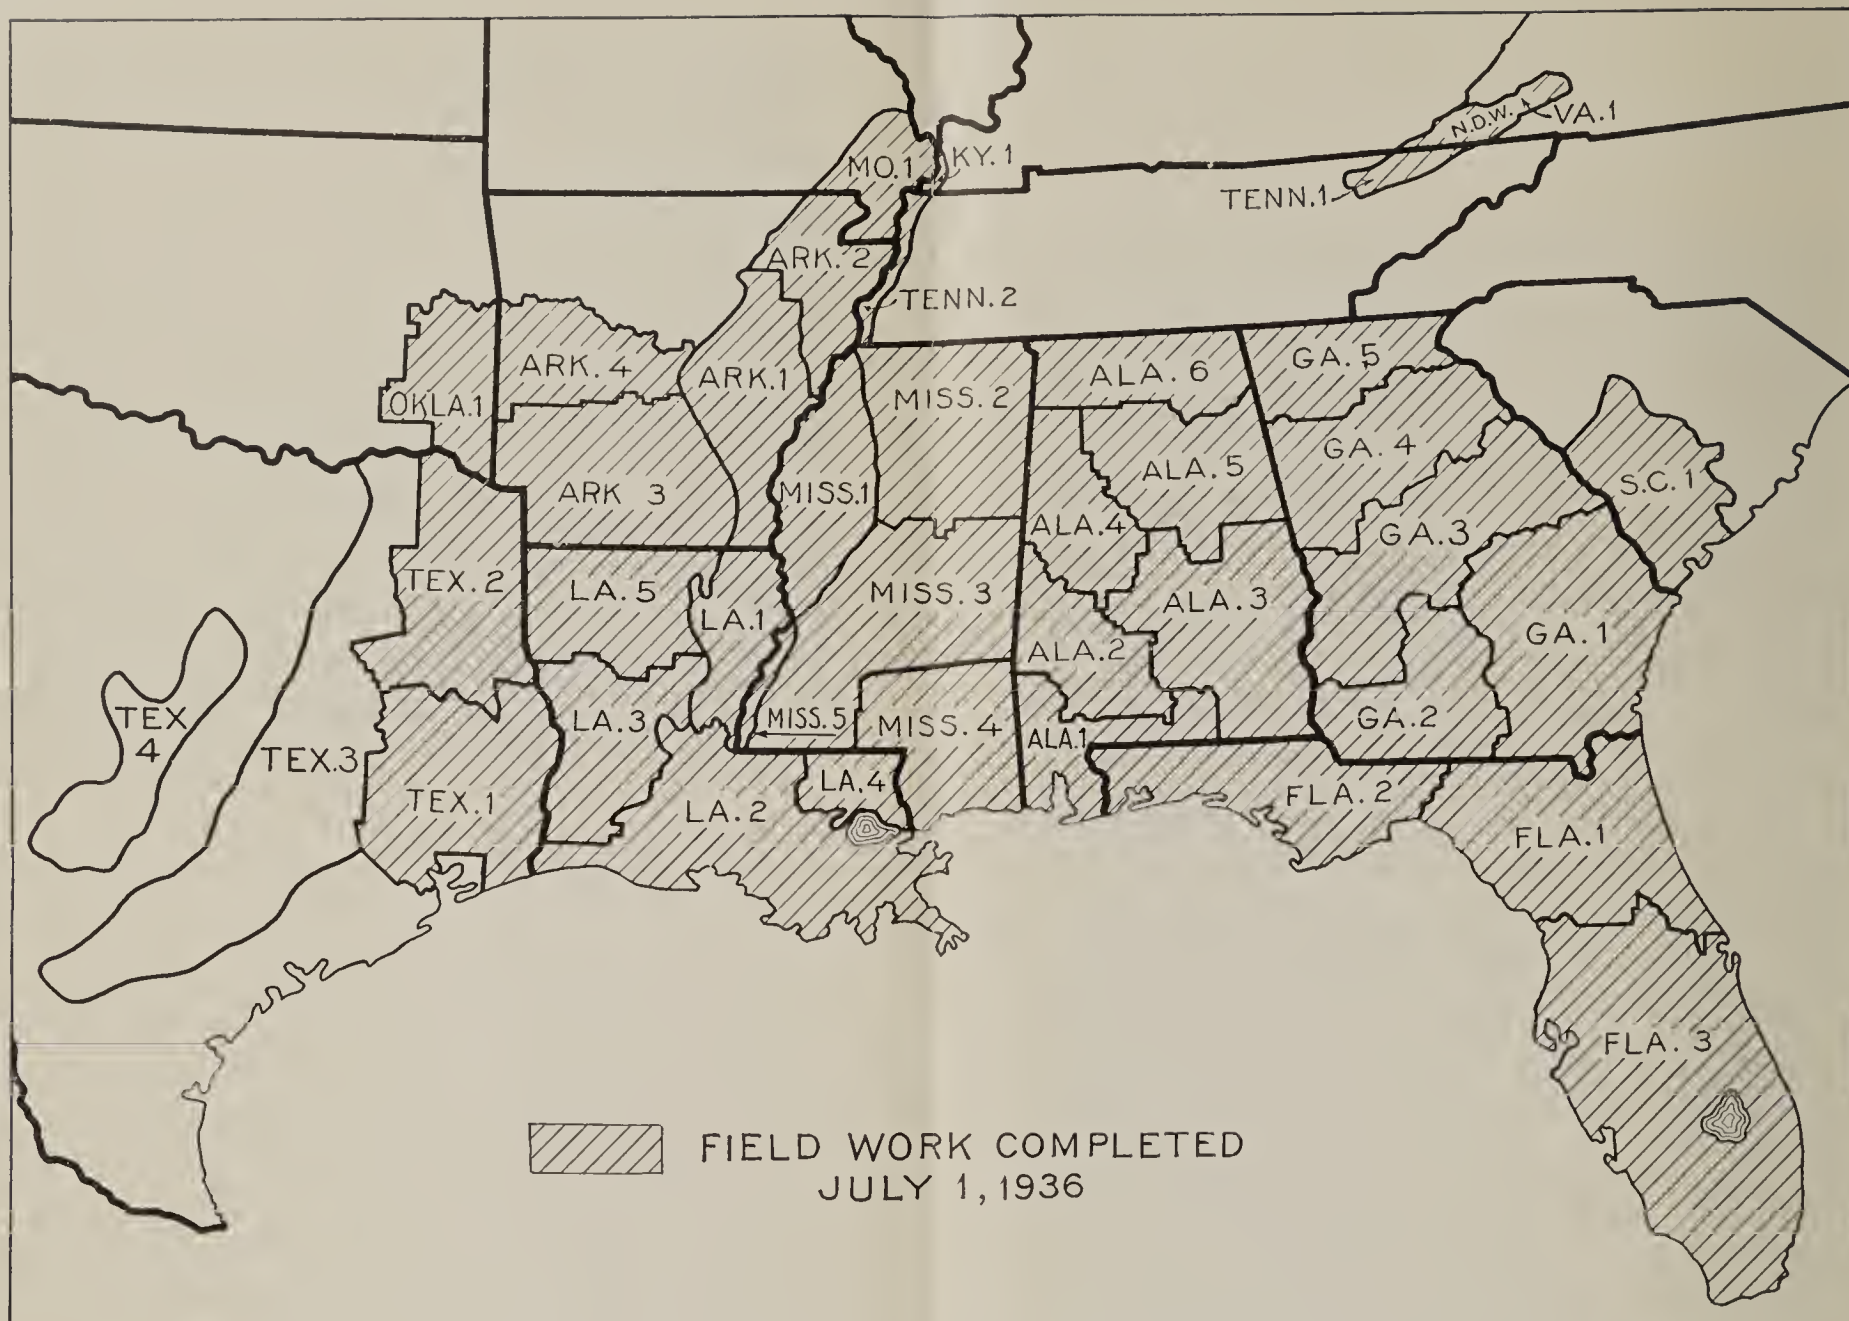 MO.1
KY.1
N.D.W.
VA.1
TENN.1
ARK. 2
TENN. 2
ARK. 4
ARK.1
OKLA.1
MISS. 2
ALA. 6
GA. 5
ARK 3
MISS.1
ALA. 5
GA. 4
S.C. 1
ALA.4
GA.3
TEX.2
LA. 5
LA.1
MISS. 3
ALA. 3
GA. 1
ALA.2
TEX
4
TEX.3
LA.3
MISS. 5
MISS. 4
ALA.1
GA.2
TEX.1
LA. 2
LA.4
FLA. 2
FLA.1
FLA. 3
FIELD WORK COMPLETED
JULY 1, 1936